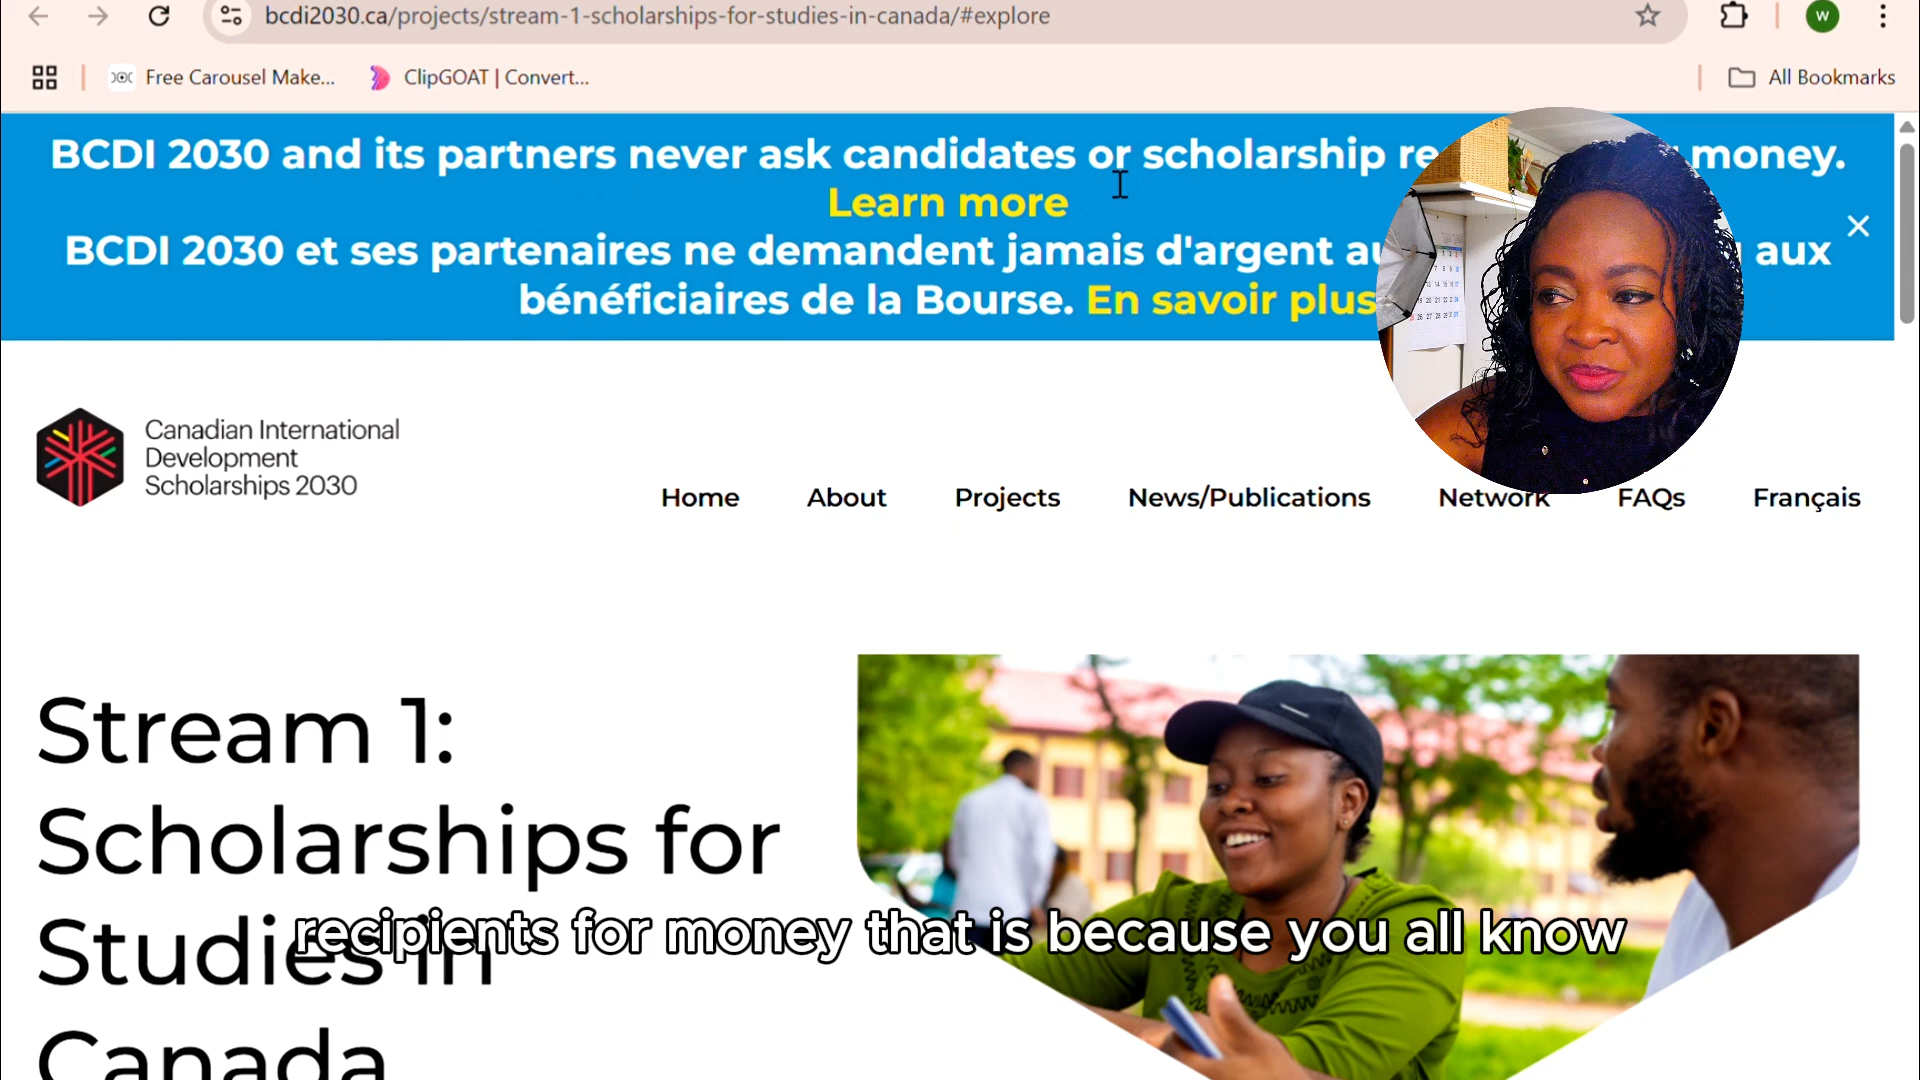 bcdi2030.ca/projects/stream-1-scholarships-for-studies-in-canada/#explore
W
Free Carousel Make...
ClipGOAT | Convert...
All Bookmarks
BCDI 2030 and its partners never ask candidates or scholarship re money.
Learn more
BCDI 2030 et ses partenaires ne demandent jamais d'argent au aux
bénéficiaires de la Bourse. En savoir plus
Canadian International
Development
Scholarships 2030
Home
About
Projects
News/Publications
Network
FAQs
Français
Stream 1:
Scholarships for
Studies in
Canada
recipients for money that is because you all know